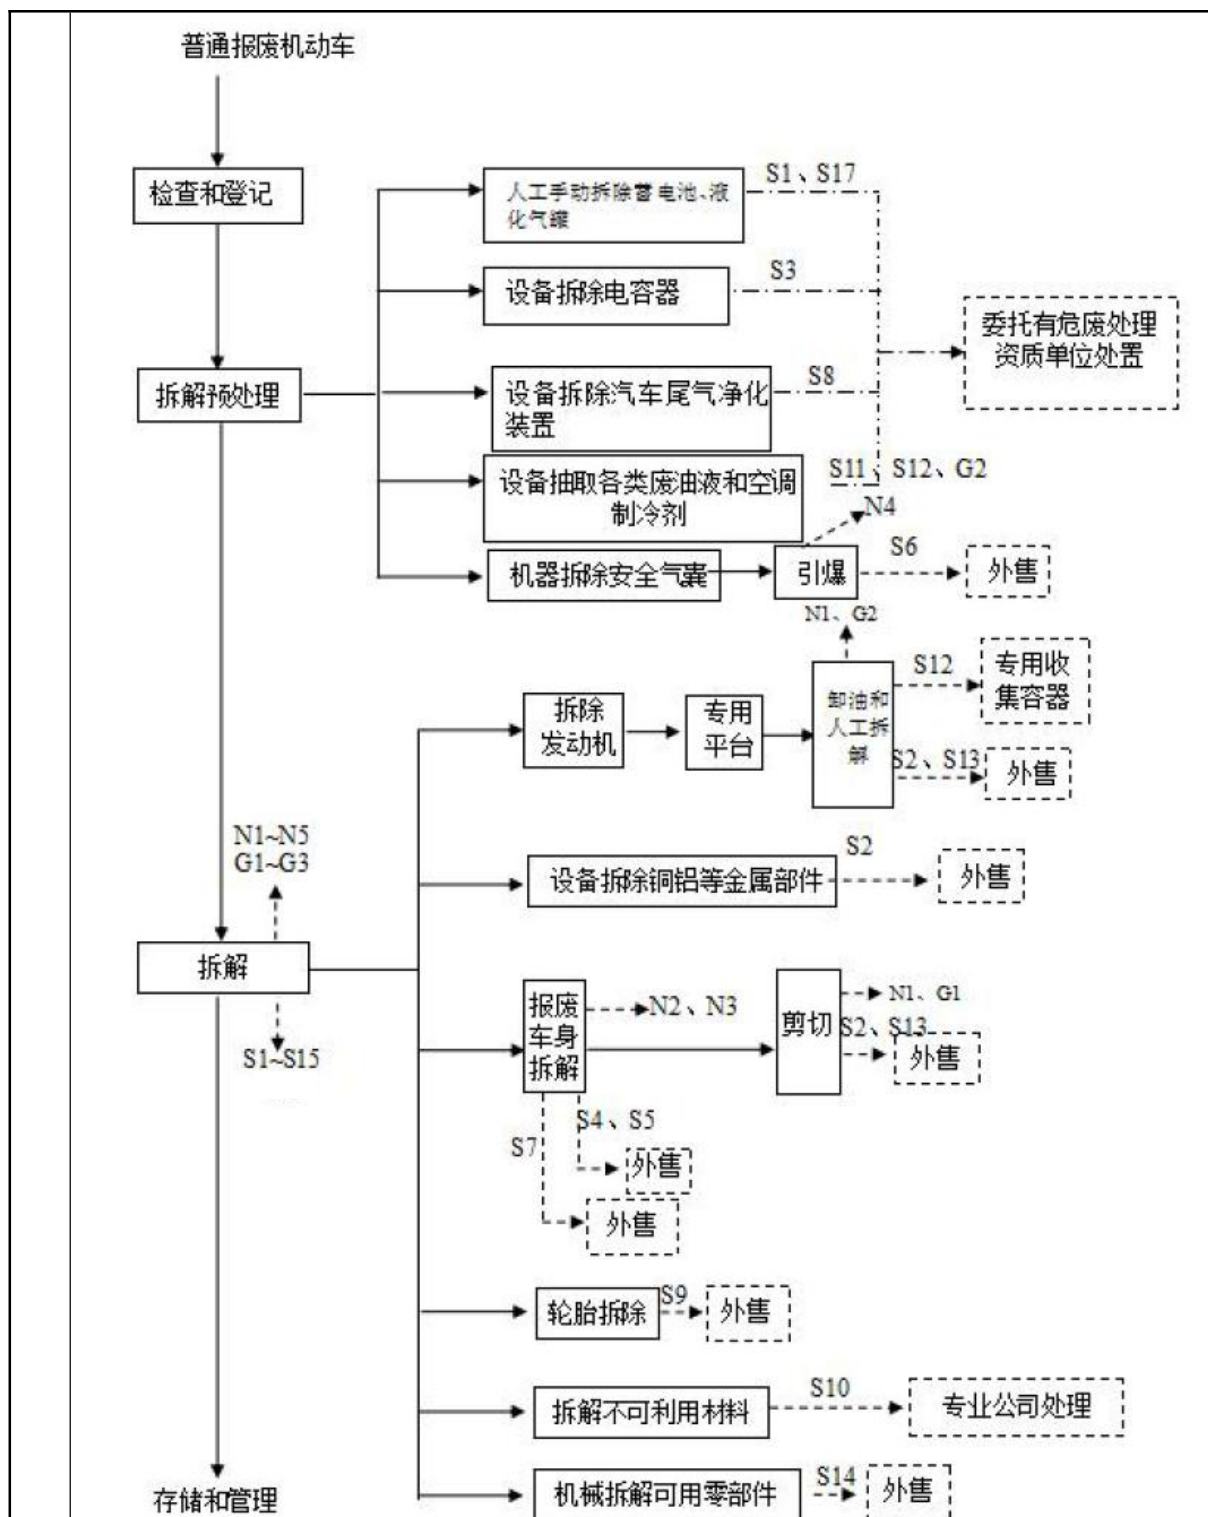 普通报废机动车
检查和登记
人工手动拆除蓄电池、液
化气罐
S1、S17
设备拆除电容器
S3
委托有危废处理
资质单位处置
拆解预处理
设备拆除汽车尾气净化
装置
S8
设备抽取各类废油液和空调
制冷剂
S11、S12、G2
N4
机器拆除安全气囊
引爆
S6
外售
N1、G2
拆除
发动机
专用
平台
卸油和
人工拆
解
S12
专用收
集容器
S2、S13
外售
N1~N5
G1~G3
设备拆除铜铝等金属部件
S2
外售
拆解
S1~S15
报废
车身
拆解
N2、N3
剪切
N1、G1
S2、S13
外售
S7
S4、S5
外售
外售
轮胎拆除
S9
外售
拆解不可利用材料
S10
专业公司处理
存储和管理
机械拆解可用零部件
S14
外售